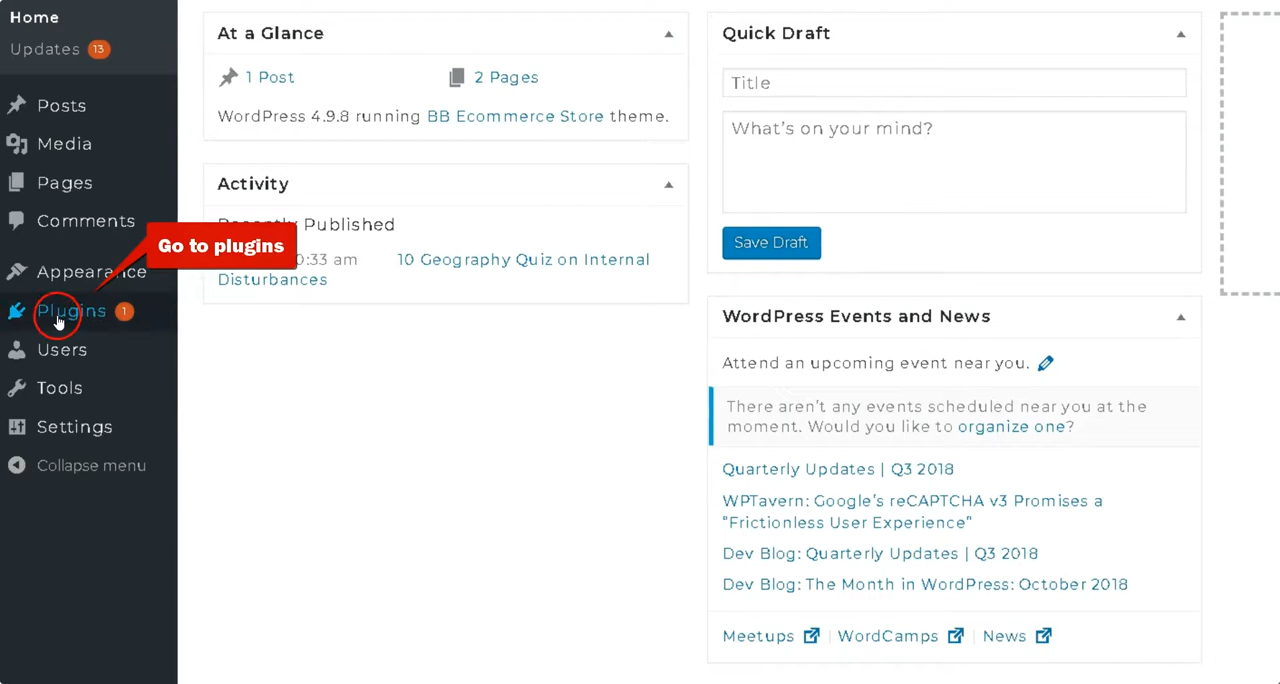 Home
Updates 13
Posts
Media
Pages
Comments
Appearance
Plugins 1
Users
Tools
Settings
Collapse menu
Go to plugins
At a Glance
1 Post
2 Pages
WordPress 4.9.8 running BB Ecommerce Store theme.
Activity
Recently Published
0:33 am
10 Geography Quiz on Internal
Disturbances
Quick Draft
Title
What's on your mind?
Save Draft
WordPress Events and News
Attend an upcoming event near you.
There aren't any events scheduled near you at the
moment. Would you like to organize one?
Quarterly Updates | Q3 2018
WPTavern: Google's reCAPTCHA v3 Promises a
"Frictionless User Experience"
Dev Blog: Quarterly Updates | Q3 2018
Dev Blog: The Month in WordPress: October 2018
Meetups | WordCamps | News